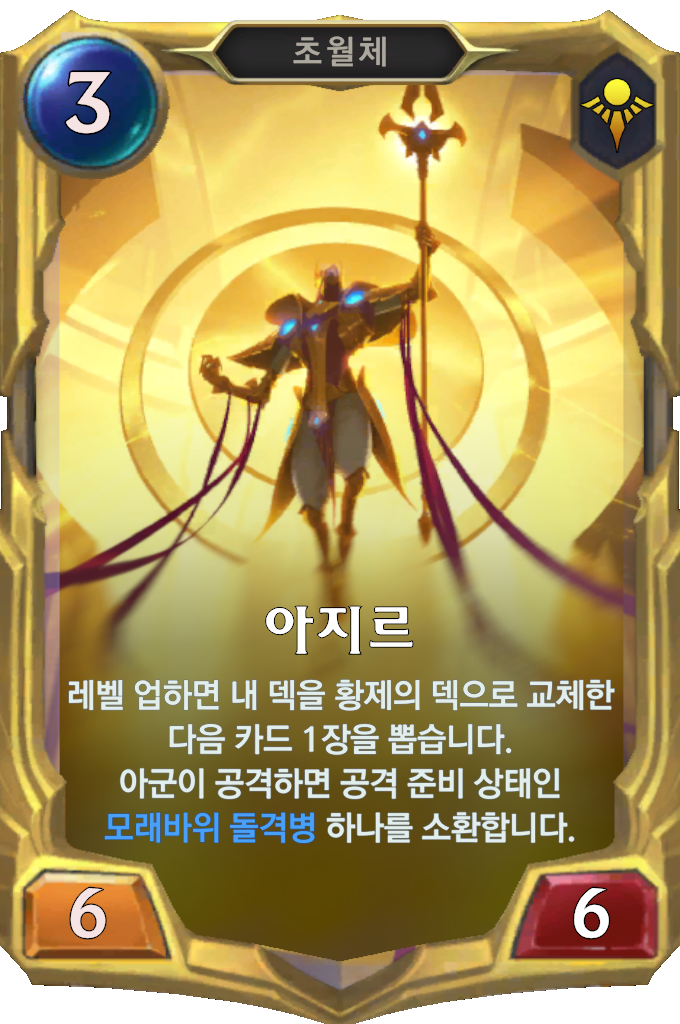 초월체
3
아지르
레벨 업하면 내 덱을 황제의 덱으로 교체한
다음 카드 1장을 뽑습니다.
아군이 공격하면 공격 준비 상태인
모래바위 돌격병 하나를 소환합니다.
6
6